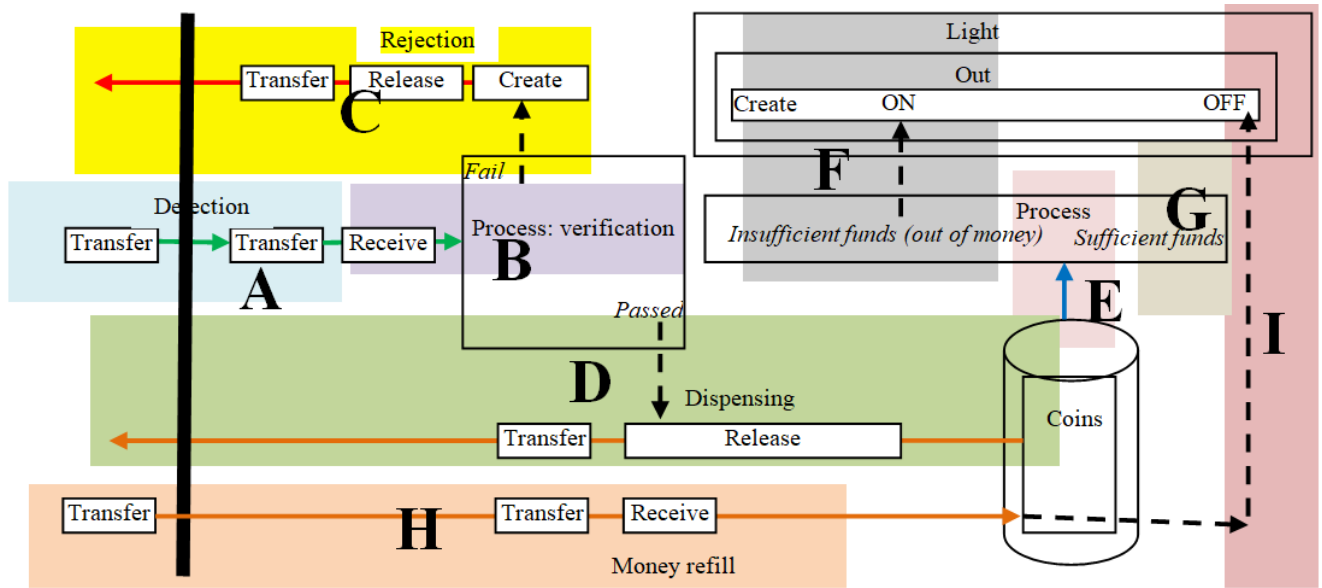 Rejection
Transfer
Release
Create
C
Light
Out
Create
ON
OFF
F
Fail
Detection
Transfer
Transfer
Receive
Process: verification
A
B
Passed
Process
G
Insufficient funds (out of money)
Sufficient funds
E
I
D
Dispensing
Transfer
Release
Coins
Transfer
H
Transfer
Receive
Money refill